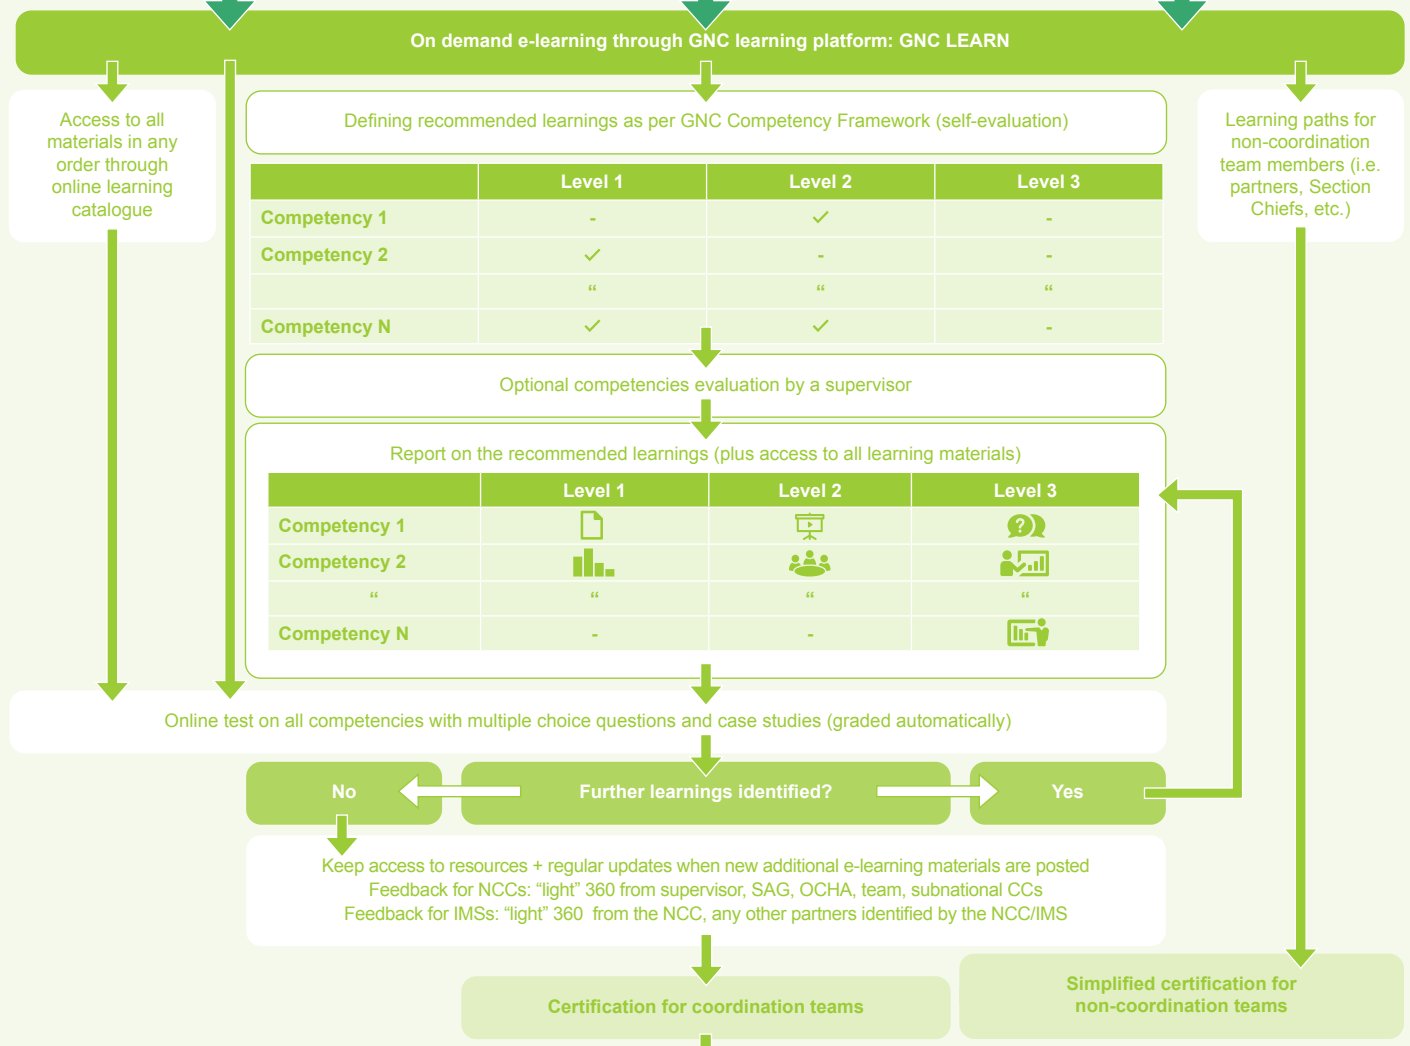 On demand e-learning through GNC learning platform: GNC LEARN
Access to all
materials in any
order through
online learning
catalogue
Defining recommended learnings as per GNC Competency Framework (self-evaluation)
Learning paths for
non-coordination
team members (i.e.
partners, Section
Chiefs, etc.)
Level 1 Level 2 Level 3
Competency 1 - ✓ -
Competency 2 ✓ - -
“ “ “
Competency N ✓ ✓ -
Optional competencies evaluation by a supervisor
Report on the recommended learnings (plus access to all learning materials)
Level 1 Level 2 Level 3
Competency 1 ?
Competency 2
“ “ “ “
Competency N - -
Online test on all competencies with multiple choice questions and case studies (graded automatically)
No Further learnings identified? Yes
Keep access to resources + regular updates when new additional e-learning materials are posted
Feedback for NCCs: “light” 360 from supervisor, SAG, OCHA, team, subnational CCs
Feedback for IMSs: “light” 360 from the NCC, any other partners identified by the NCC/IMS
Certification for coordination teams
Simplified certification for
non-coordination teams